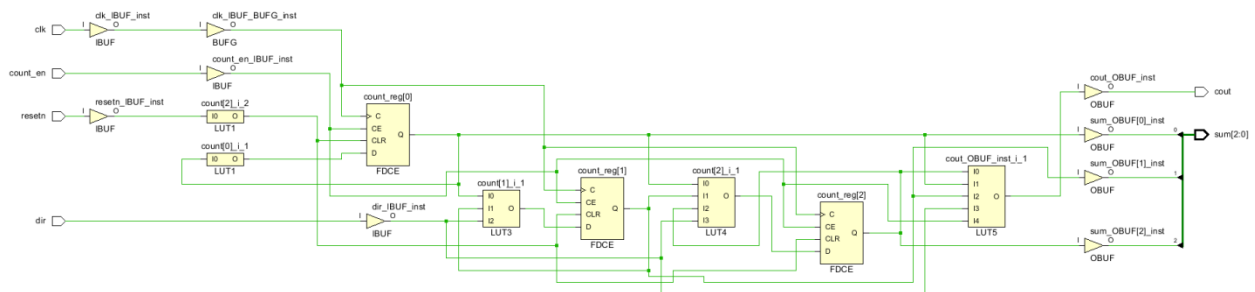 clk
clk_IBUF_inst
I
O
IBUF
clk_IBUF_BUFG_inst
I
O
BUFG
count_en
count_en_IBUF_inst
I
O
IBUF
resetn
resetn_IBUF_inst
I
O
IBUF
count[2]_i_2
I0
O
LUT1
count[0]_i_1
I0
O
LUT1
count_reg[0]
C
CE
CLR
D
Q
FDCE
dir
dir_IBUF_inst
I
O
IBUF
count[1]_i_1
I0
I1
I2
O
LUT3
count_reg[1]
C
CE
CLR
D
Q
FDCE
count[2]_i_1
I0
I1
I2
I3
O
LUT4
count_reg[2]
C
CE
CLR
D
Q
FDCE
cout_OBUF_inst_i_1
I0
I1
I2
I3
I4
O
LUT5
cout_OBUF_inst
I
O
OBUF
cout
sum_OBUF[0]_inst
I
O
OBUF
0
sum[2:0]
sum_OBUF[1]_inst
I
O
OBUF
1
sum_OBUF[2]_inst
I
O
OBUF
2